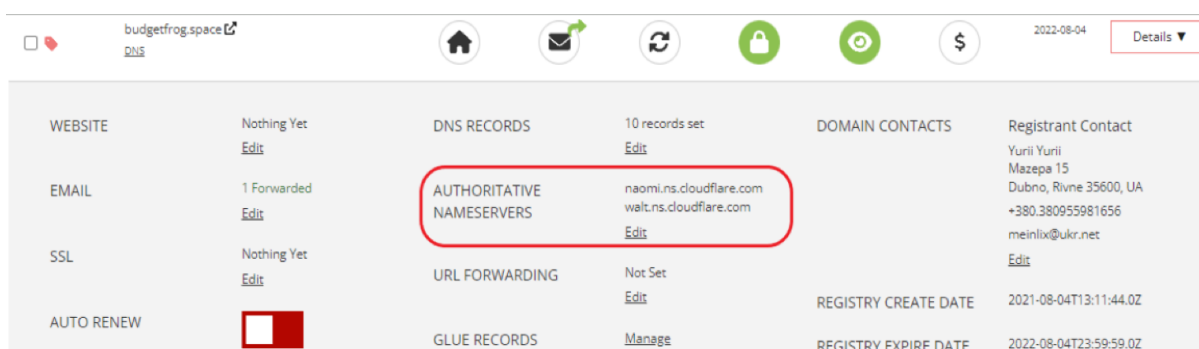 budgetfrog.space
DNS
$
2022-08-04
Details ▼
WEBSITE
Nothing Yet
Edit
EMAIL
1 Forwarded
Edit
SSL
Nothing Yet
Edit
AUTO RENEW
DNS RECORDS
10 records set
Edit
AUTHORITATIVE
NAMESERVERS
naomi.ns.cloudflare.com
walt.ns.cloudflare.com
Edit
URL FORWARDING
Not Set
Edit
GLUE RECORDS
Manage
DOMAIN CONTACTS
Registrant Contact
Yurii Yurii
Mazepa 15
Dubno, Rivne 35600, UA
+380.380955981656
meinlix@ukr.net
Edit
REGISTRY CREATE DATE
2021-08-04T13:11:44.0Z
REGISTRY EXPIRE DATE
2022-08-04T23:59:59.0Z